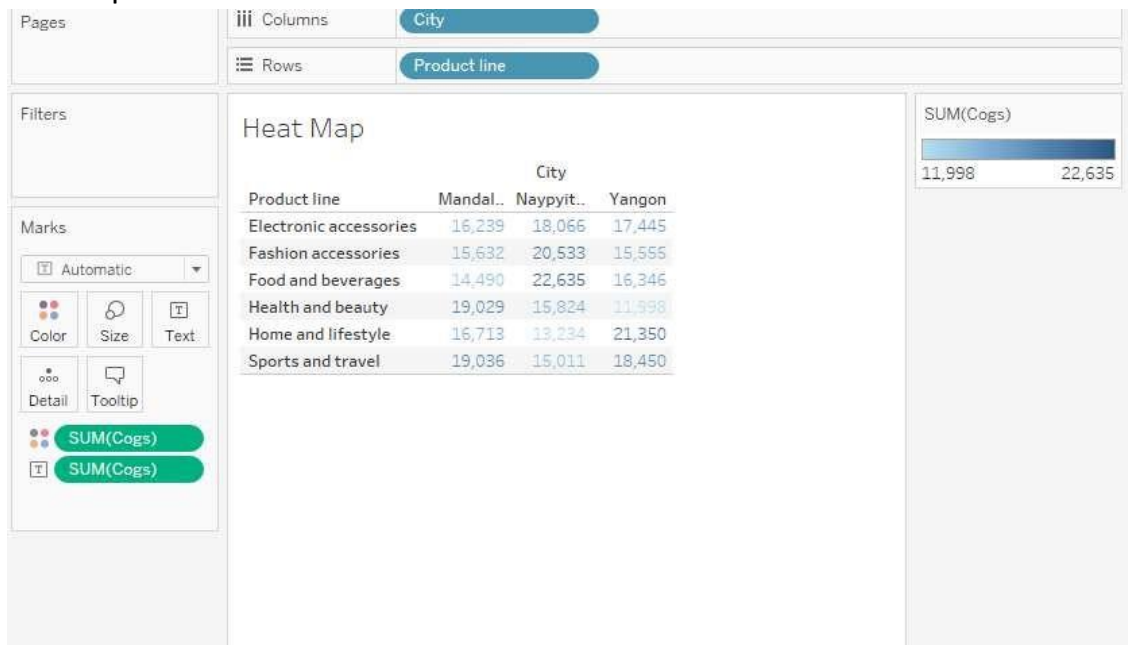 Pages
Columns City
Rows Product line
Filters
Heat Map
SUM(Cogs)
11,998 22,635
City
Product line Mandal.. Naypyit.. Yangon
Electronic accessories 16,239 18,066 17,445
Fashion accessories 15,632 20,533 15,555
Food and beverages 14,490 22,635 16,346
Health and beauty 19,029 15,824 11,998
Home and lifestyle 16,713 13,234 21,350
Sports and travel 19,036 15,011 18,450
Marks
T Automatic
T
Color Size Text
Detail Tooltip
SUM(Cogs)
T SUM(Cogs)